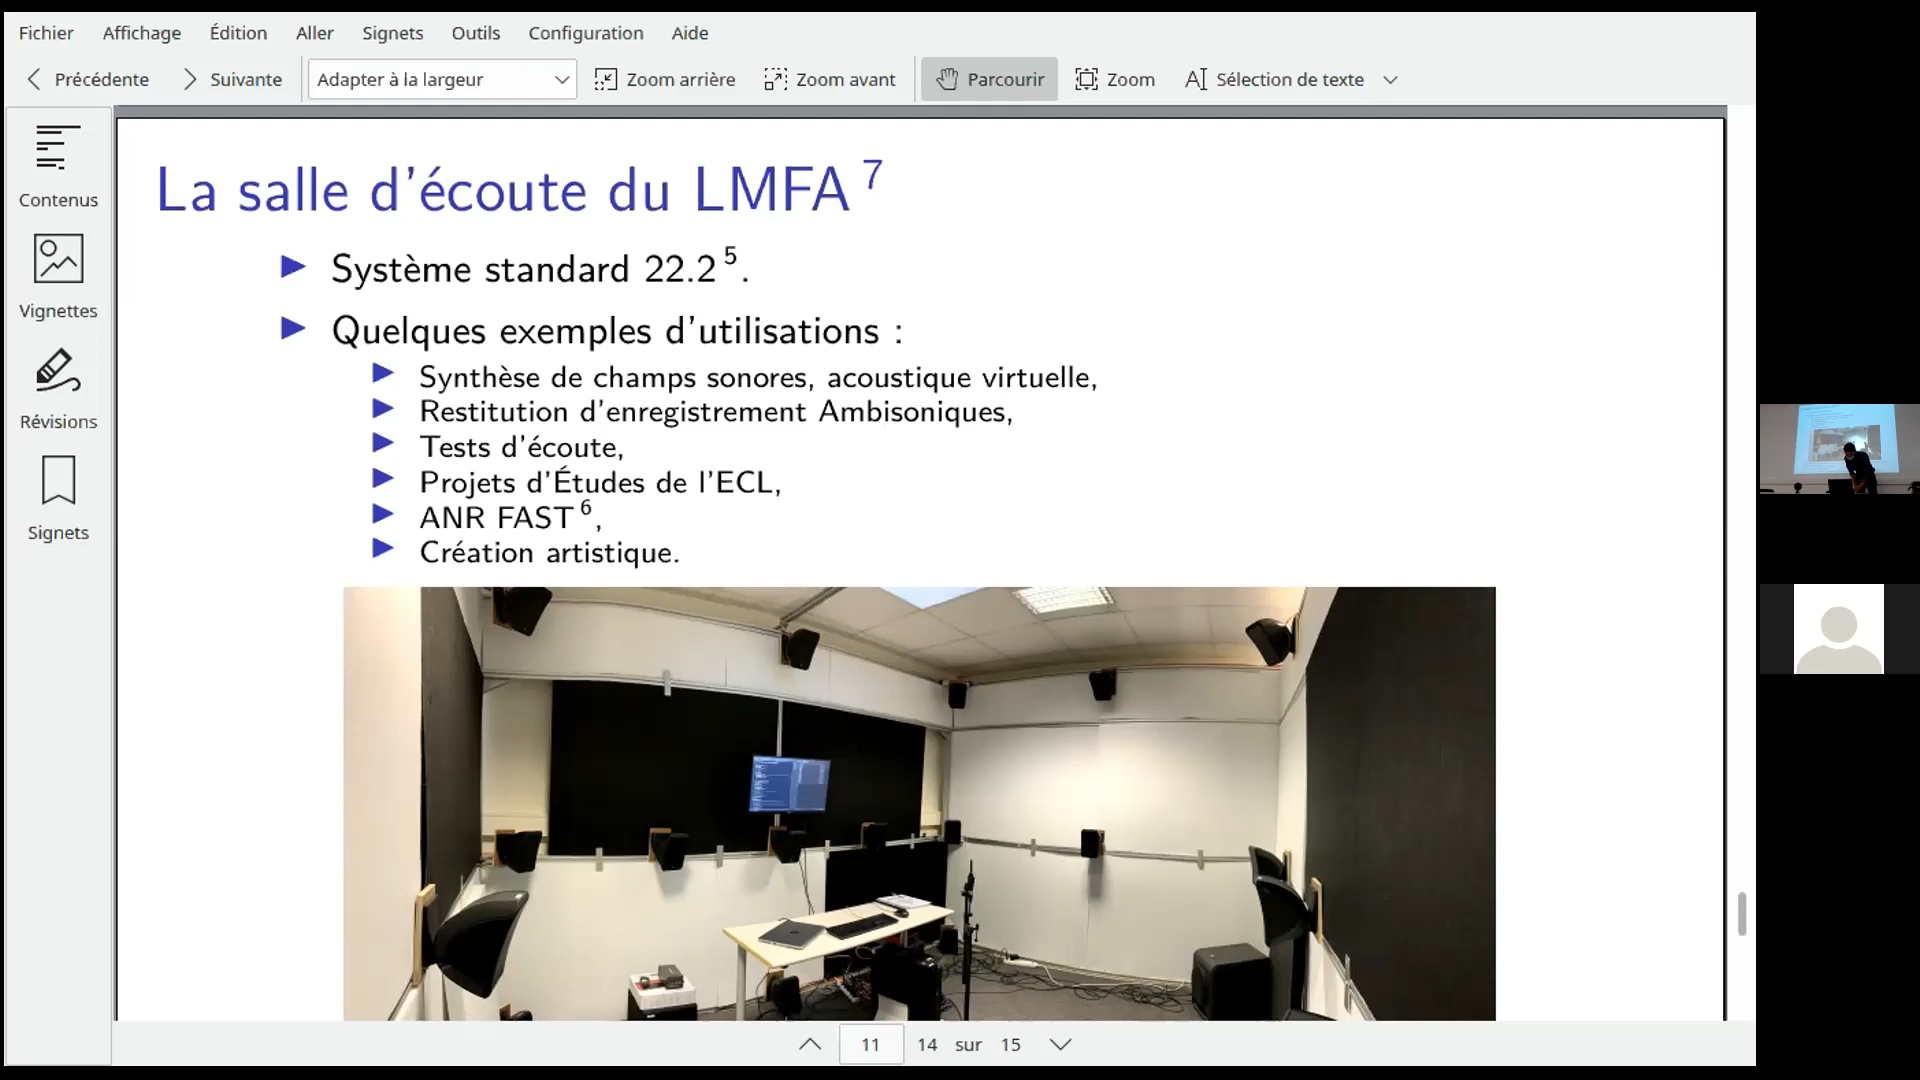 Fichier Affichage Édition Aller Signets Outils Configuration Aide
Précédente Suivante Adapter à la largeur Zoom arrière Zoom avant Parcourir Zoom Sélection de texte
Contenus
Vignettes
Révisions
Signets
La salle d'écoute du LMFA 7
Système standard 22.2 5.
Quelques exemples d'utilisations :
Synthèse de champs sonores, acoustique virtuelle,
Restitution d'enregistrement Ambisoniques,
Tests d'écoute,
Projets d'Études de l'ECL,
ANR FAST 6,
Création artistique.
11 14 sur 15